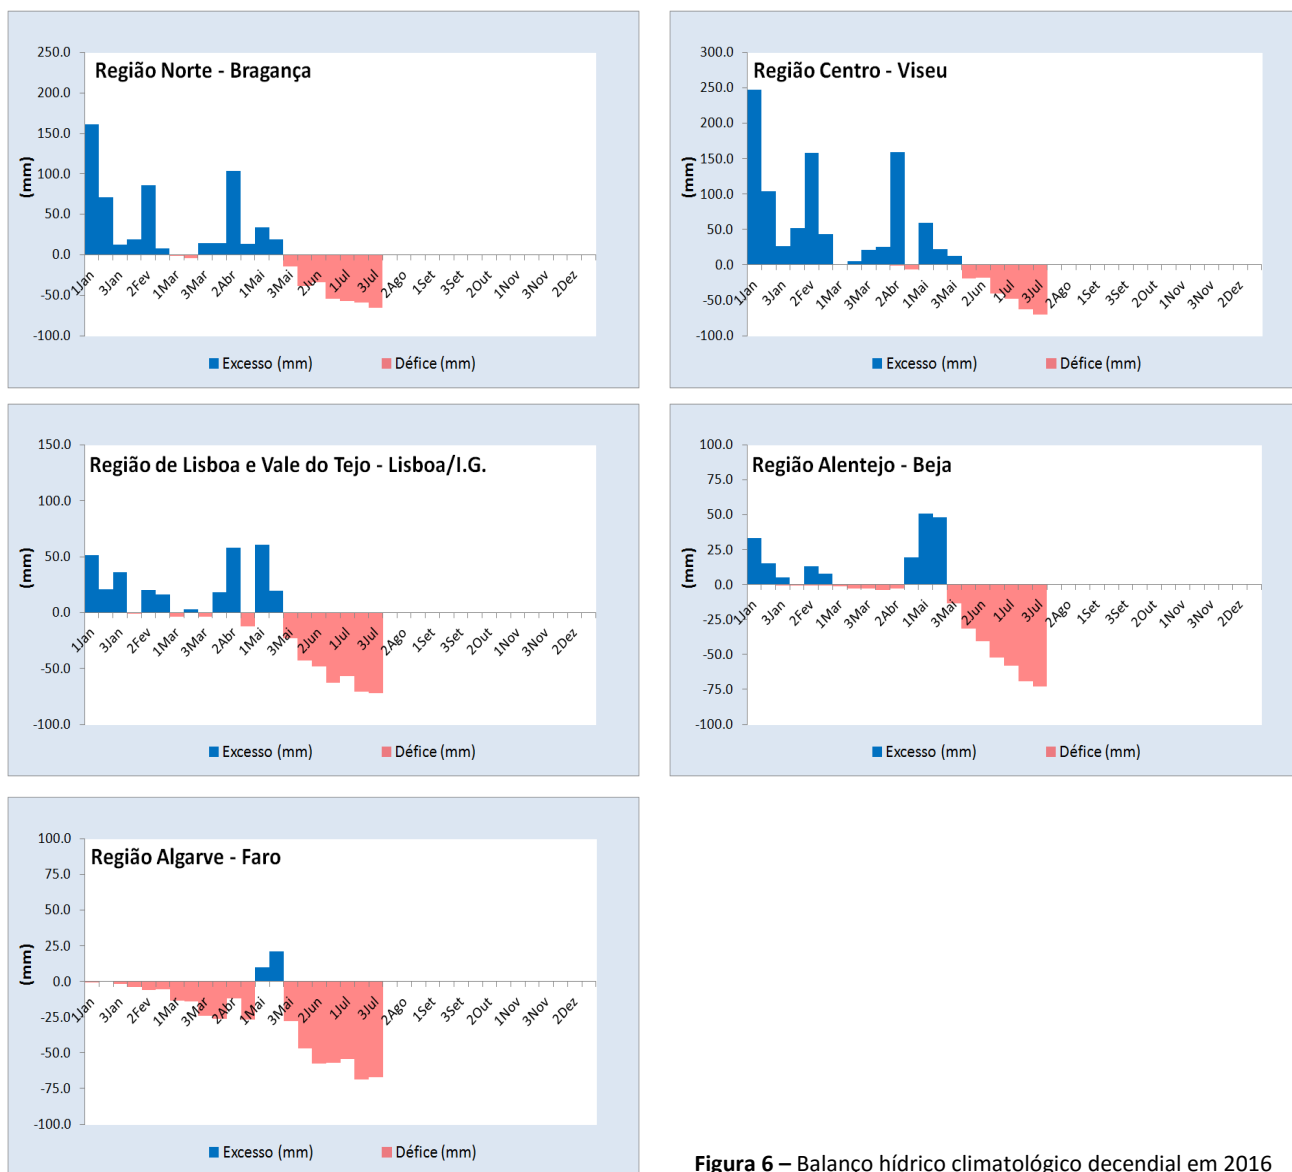 Região Norte - Bragança
(mm)
250.0
200.0
150.0
100.0
50.0
0.0
-50.0
-100.0
1Jan 3Jan 2Fev 1Mar 3Mar 2Abr 1Mai 3Mai 2Jun 1Jul 3Jul 2Ago 1Set 3Set 2Out 1Nov 3Nov 2Dez
Excesso (mm) Défice (mm)
Região Centro - Viseu
(mm)
300.0
250.0
200.0
150.0
100.0
50.0
0.0
-50.0
-100.0
1Jan 3Jan 2Fev 1Mar 3Mar 2Abr 1Mai 3Mai 2Jun 1Jul 3Jul 2Ago 1Set 3Set 2Out 1Nov 3Nov 2Dez
Excesso (mm) Défice (mm)
Região de Lisboa e Vale do Tejo - Lisboa/I.G.
(mm)
150.0
100.0
50.0
0.0
-50.0
-100.0
1Jan 3Jan 2Fev 1Mar 3Mar 2Abr 1Mai 3Mai 2Jun 1Jul 3Jul 2Ago 1Set 3Set 2Out 1Nov 3Nov 2Dez
Excesso (mm) Défice (mm)
Região Alentejo - Beja
(mm)
100.0
75.0
50.0
25.0
0.0
-25.0
-50.0
-75.0
-100.0
1Jan 3Jan 2Fev 1Mar 3Mar 2Abr 1Mai 3Mai 2Jun 1Jul 3Jul 2Ago 1Set 3Set 2Out 1Nov 3Nov 2Dez
Excesso (mm) Défice (mm)
Região Algarve - Faro
(mm)
100.0
75.0
50.0
25.0
0.0
-25.0
-50.0
-75.0
-100.0
1Jan 3Jan 2Fev 1Mar 3Mar 2Abr 1Mai 3Mai 2Jun 1Jul 3Jul 2Ago 1Set 3Set 2Out 1Nov 3Nov 2Dez
Excesso (mm) Défice (mm)
Figura 6 – Balanço hídrico climatológico decendial em 2016